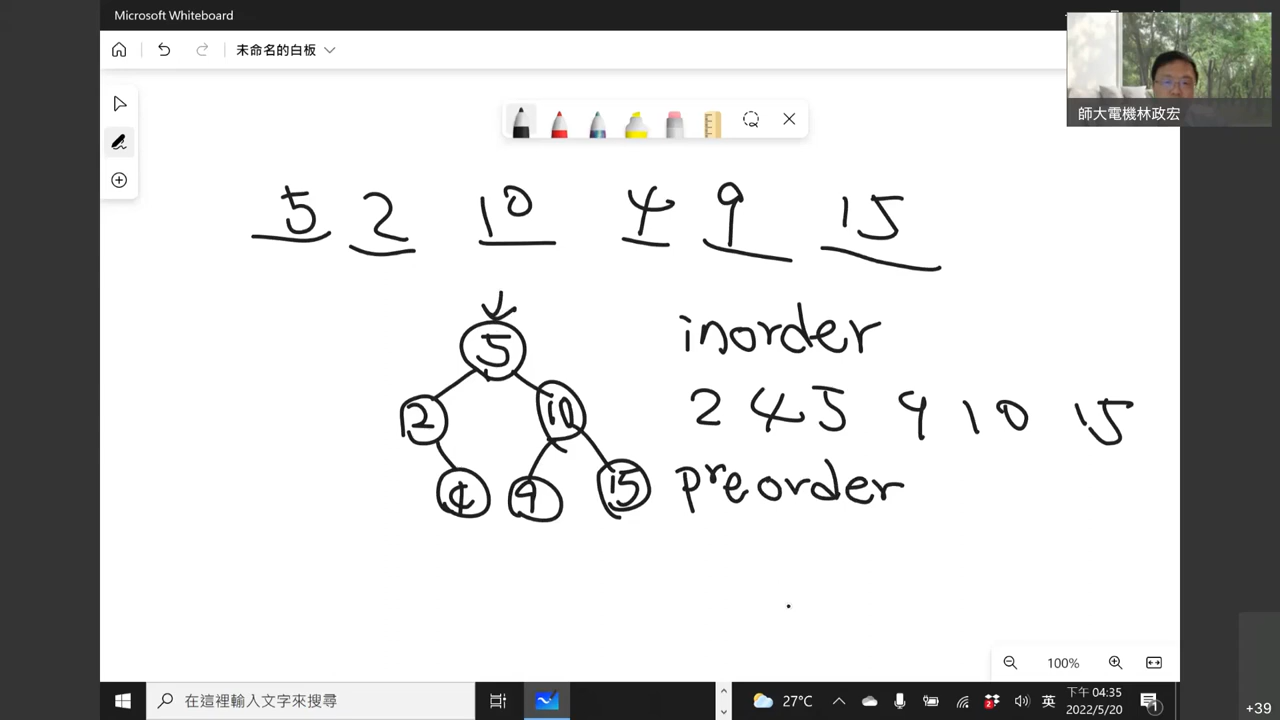 Microsoft Whiteboard
未命名的白板
師大電機林政宏
5 2 10 4 9 15
5
inorder
2 10
2 4 5 9 10 15
4 9 15
preorder
100%
在這裡輸入文字來搜尋
27°C
2
英
下午 04:35
2022/5/20
1
+39